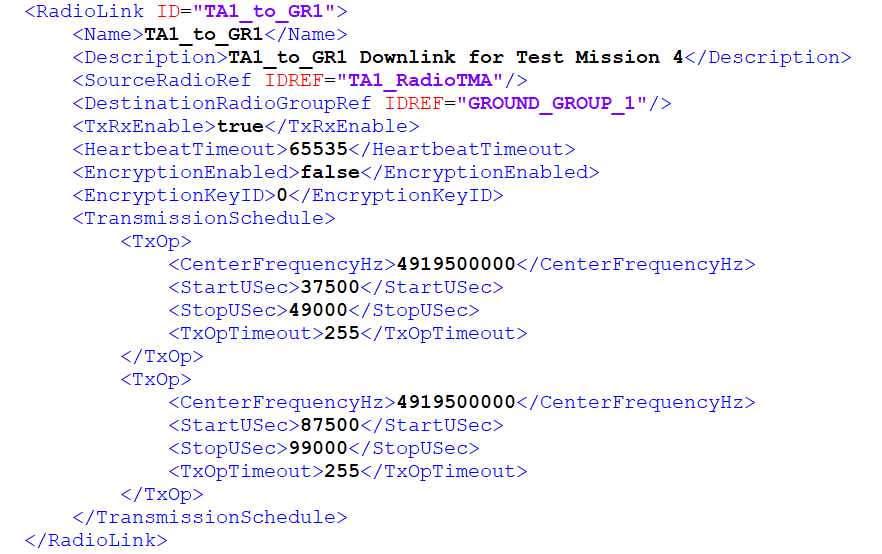 <RadioLink ID="TA1_to_GR1">
    <Name>TA1_to_GR1</Name>
    <Description>TA1_to_GR1 Downlink for Test Mission 4</Description>
    <SourceRadioRef IDREF="TA1_RadioTMA"/>
    <DestinationRadioGroupRef IDREF="GROUND_GROUP_1"/>
    <TxRxEnable>true</TxRxEnable>
    <HeartbeatTimeout>65535</HeartbeatTimeout>
    <EncryptionEnabled>false</EncryptionEnabled>
    <EncryptionKeyID>0</EncryptionKeyID>
    <TransmissionSchedule>
        <TxOp>
            <CenterFrequencyHz>4919500000</CenterFrequencyHz>
            <StartUSec>37500</StartUSec>
            <StopUSec>49000</StopUSec>
            <TxOpTimeout>255</TxOpTimeout>
        </TxOp>
        <TxOp>
            <CenterFrequencyHz>4919500000</CenterFrequencyHz>
            <StartUSec>87500</StartUSec>
            <StopUSec>99000</StopUSec>
            <TxOpTimeout>255</TxOpTimeout>
        </TxOp>
    </TransmissionSchedule>
</RadioLink>